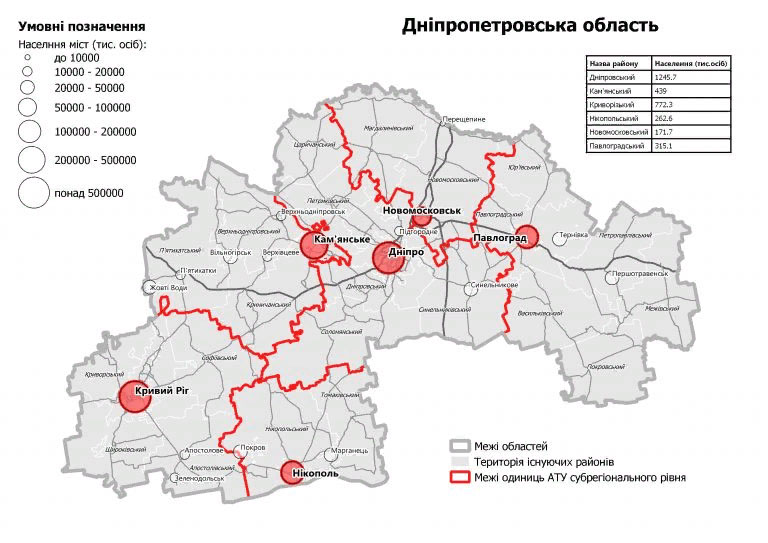 Дніпропетровська область
Умовні позначення
Населння міст (тис. осіб):
до 10000
10000 - 20000
20000 - 50000
50000 - 100000
100000 - 200000
200000 - 500000
понад 500000
Назва району Населення (тис.осіб)
Дніпровський 1245.7
Кам'янський 439
Криворізький 772.3
Нікопольський 262.6
Новомосковський 171.7
Павлоградський 315.1
Перещепине
Магдалинівський
Царичанський
Юр'ївський
Новомосковський
Петриківський
Новомосковськ
Верхньодніпровськ
Павлоградський
Підгородне
Верхньодніпровський
Кам'янське
Павлоград
Тернівка
Петропавлівський
П'ятихатський
Вільногірськ
Верхівцеве
Дніпро
П'ятихатки
Першотравенськ
Жовті Води
Дніпровський
Синельникове
Криничанський
Синельниківський
Васильківський
Межівський
Солонянський
Софіївський
Покровський
Криворізький
Кривий Ріг
Томаківський
Нікопольський
Широківський
Апостолове
Покров
Марганець
Апостолівський
Зеленодольськ
Нікополь
Межі областей
Територія існуючих районів
Межі одиниць АТУ субрегіонального рівня